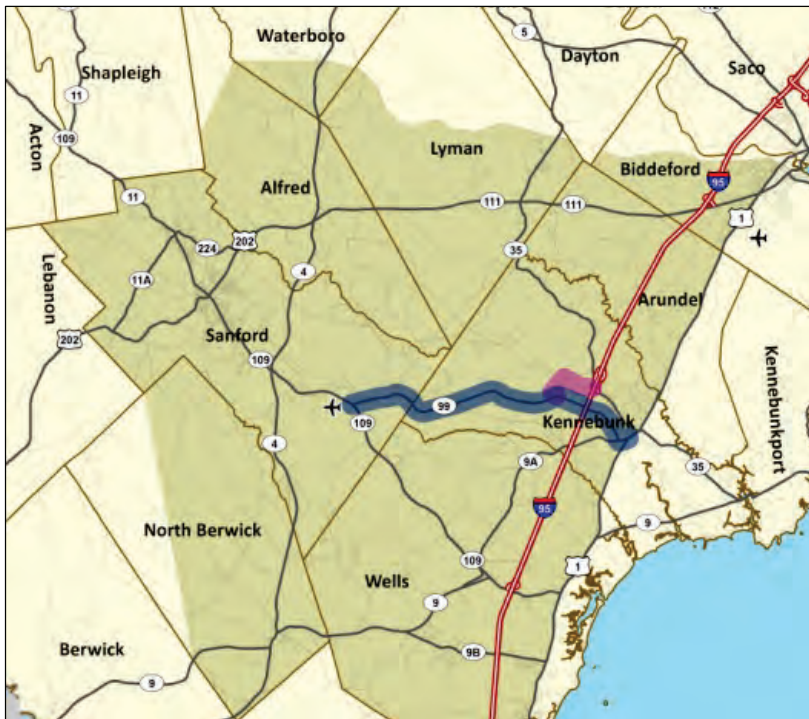 Waterboro
Shapleigh
5
Dayton
Saco
11
109
Acton
Lyman
Biddeford
95
11
Alfred
111
111
1
224
202
35
4
11A
Arundel
Lebanon
202
Sanford
109
Kennebunkport
99
109
Kennebunk
4
9A
35
95
North Berwick
9
109
1
Wells
9
Berwick
9B
9